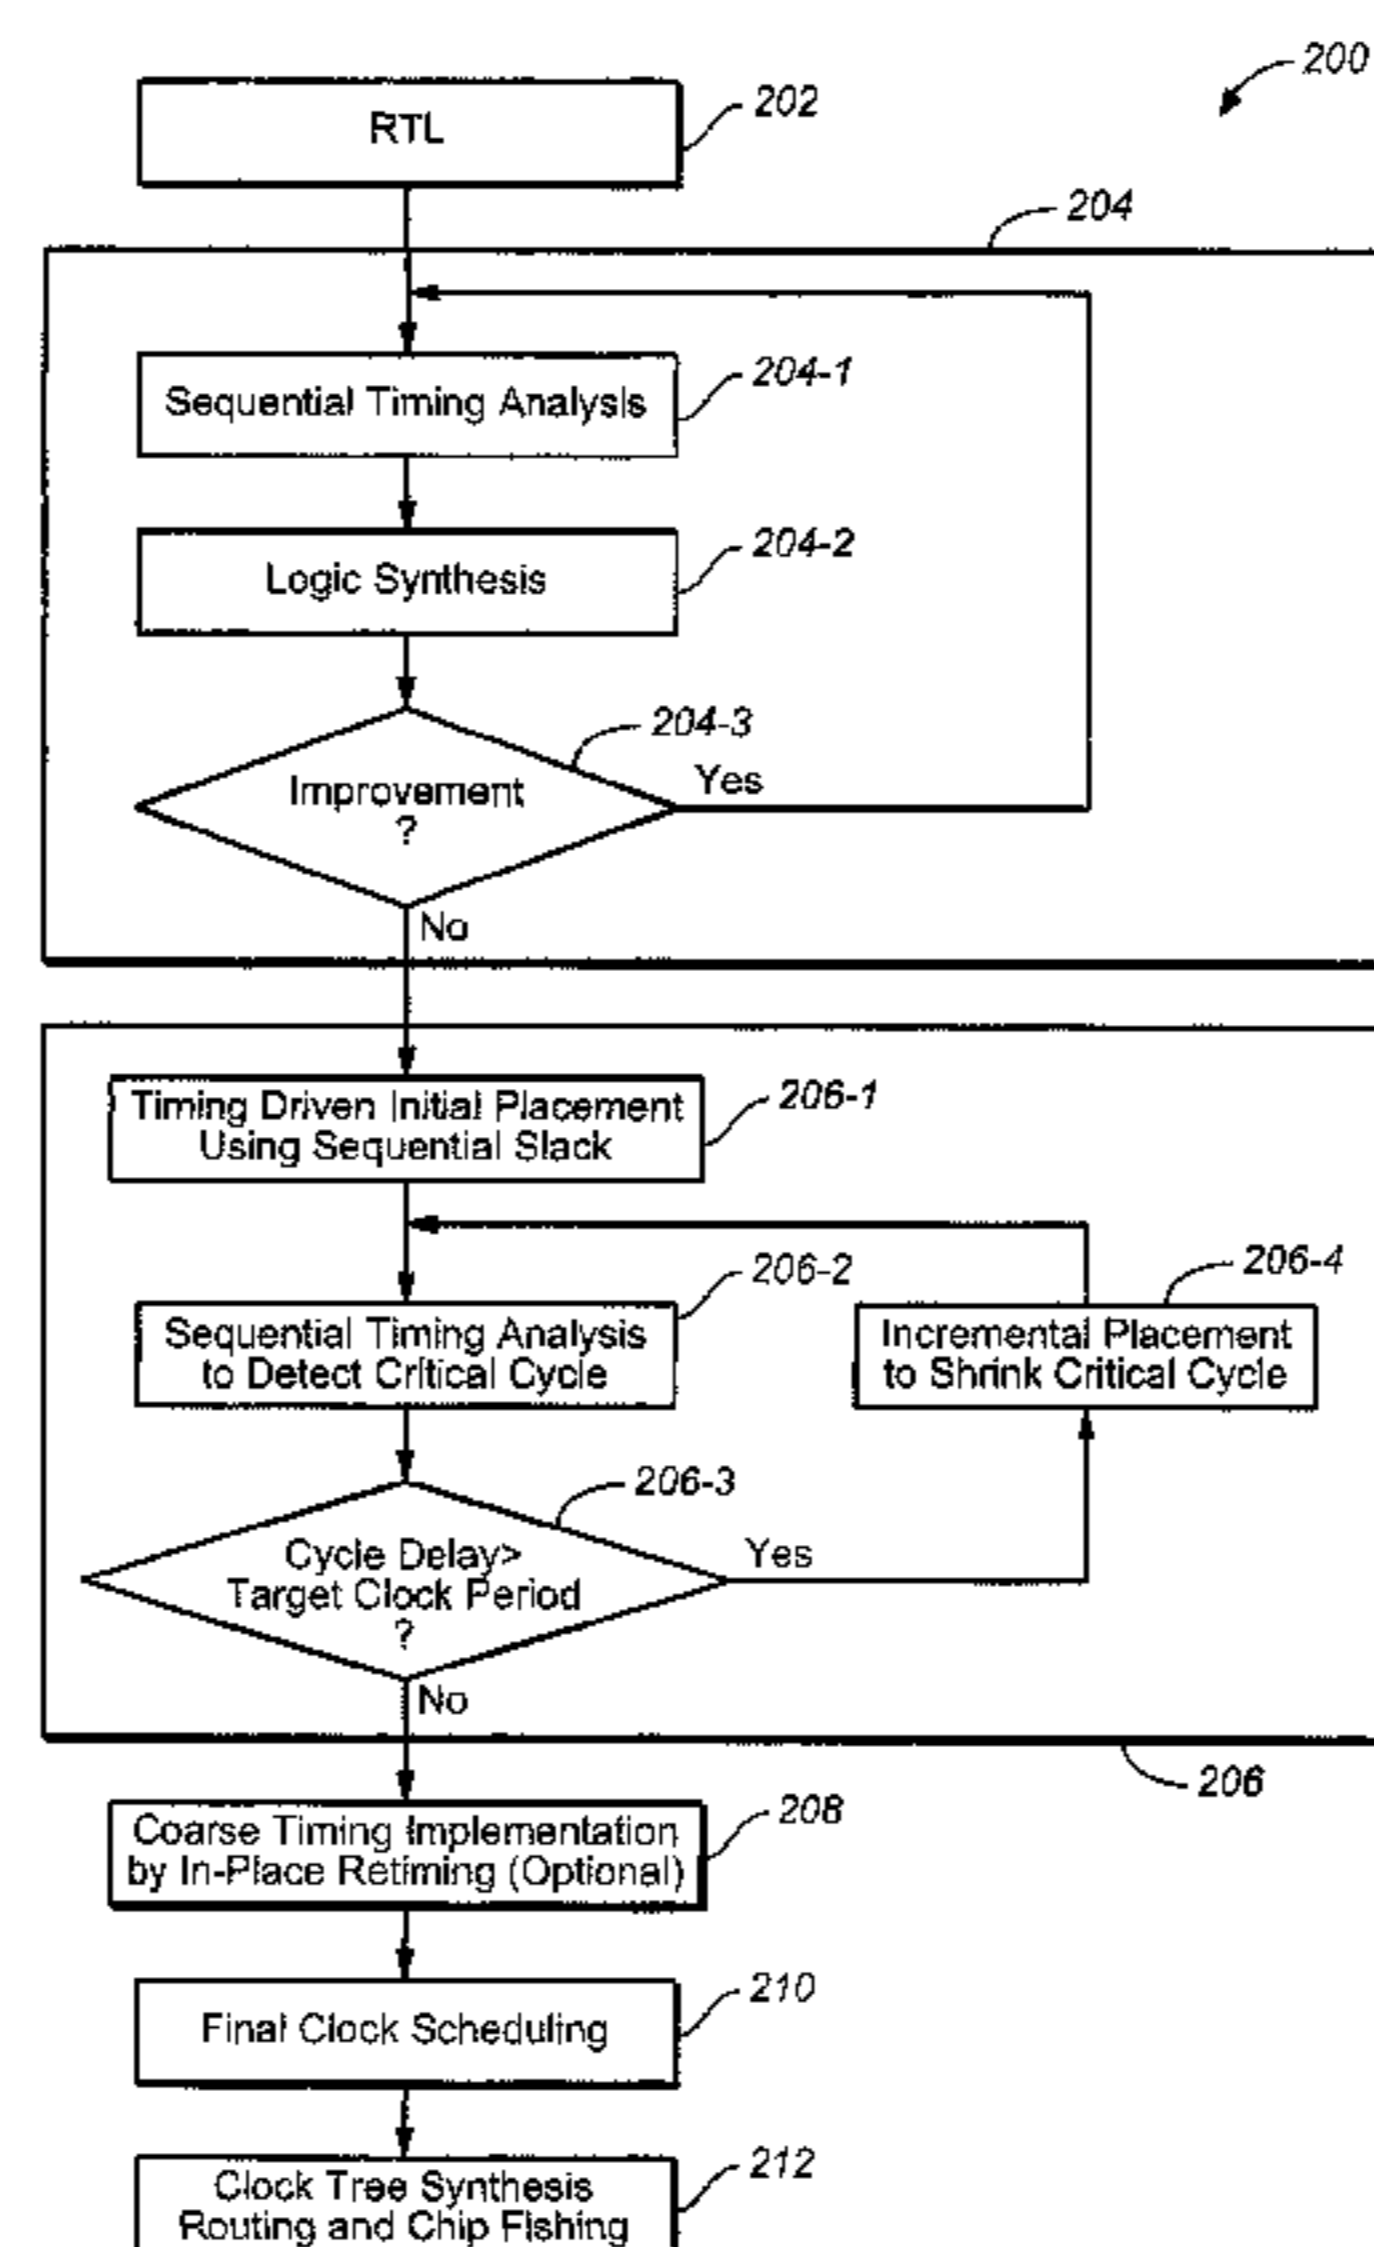 200
RTL
202
204
Sequential Timing Analysis
204-1
Logic Synthesis
204-2
204-3
Improvement
?
Yes
No
Timing Driven Initial Placement
Using Sequential Slack
206-1
206-2
Sequential Timing Analysis
to Detect Critical Cycle
206-4
Incremental Placement
to Shrink Critical Cycle
206-3
Cycle Delay>
Target Clock Period
?
Yes
No
206
Coarse Timing Implementation
by In-Place Retiming (Optional)
208
Final Clock Scheduling
210
Clock Tree Synthesis
Routing and Chip Fishing
212